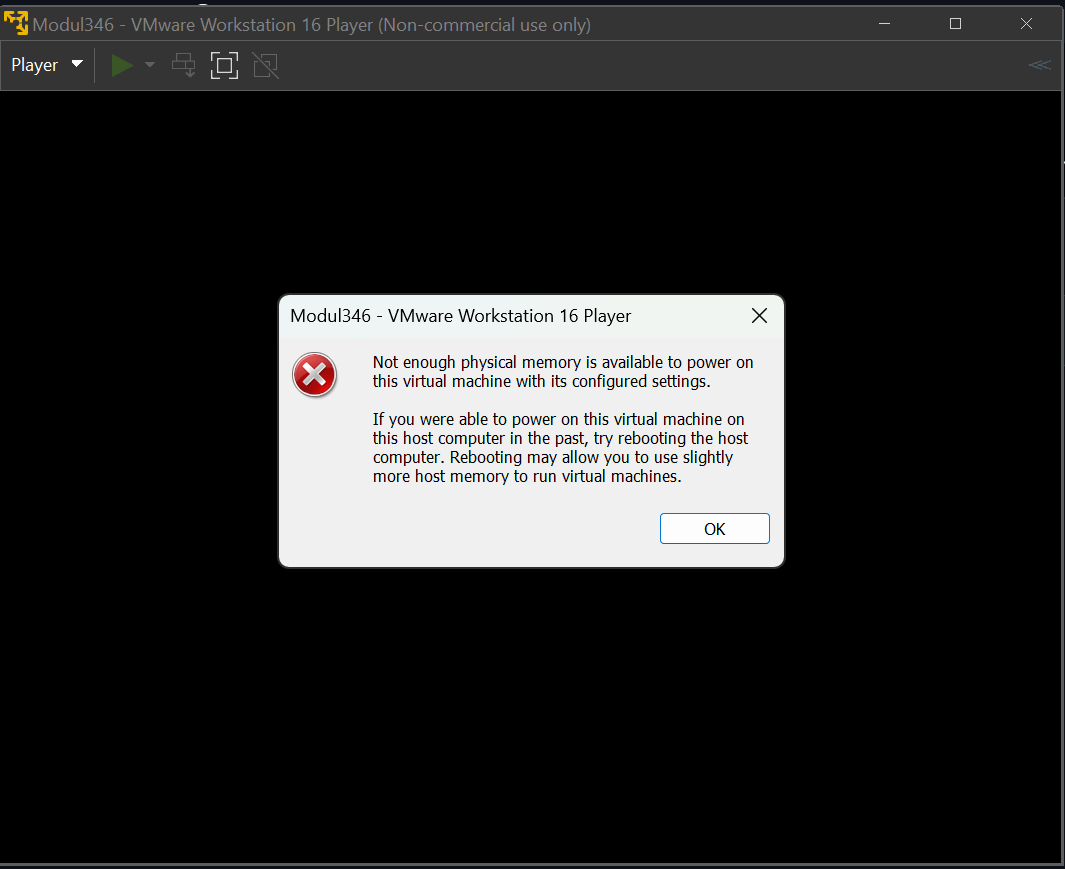 Modul346 - VMware Workstation 16 Player (Non-commercial use only)
Player
Modul346 - VMware Workstation 16 Player
Not enough physical memory is available to power on
this virtual machine with its configured settings.
If you were able to power on this virtual machine on
this host computer in the past, try rebooting the host
computer. Rebooting may allow you to use slightly
more host memory to run virtual machines.
OK